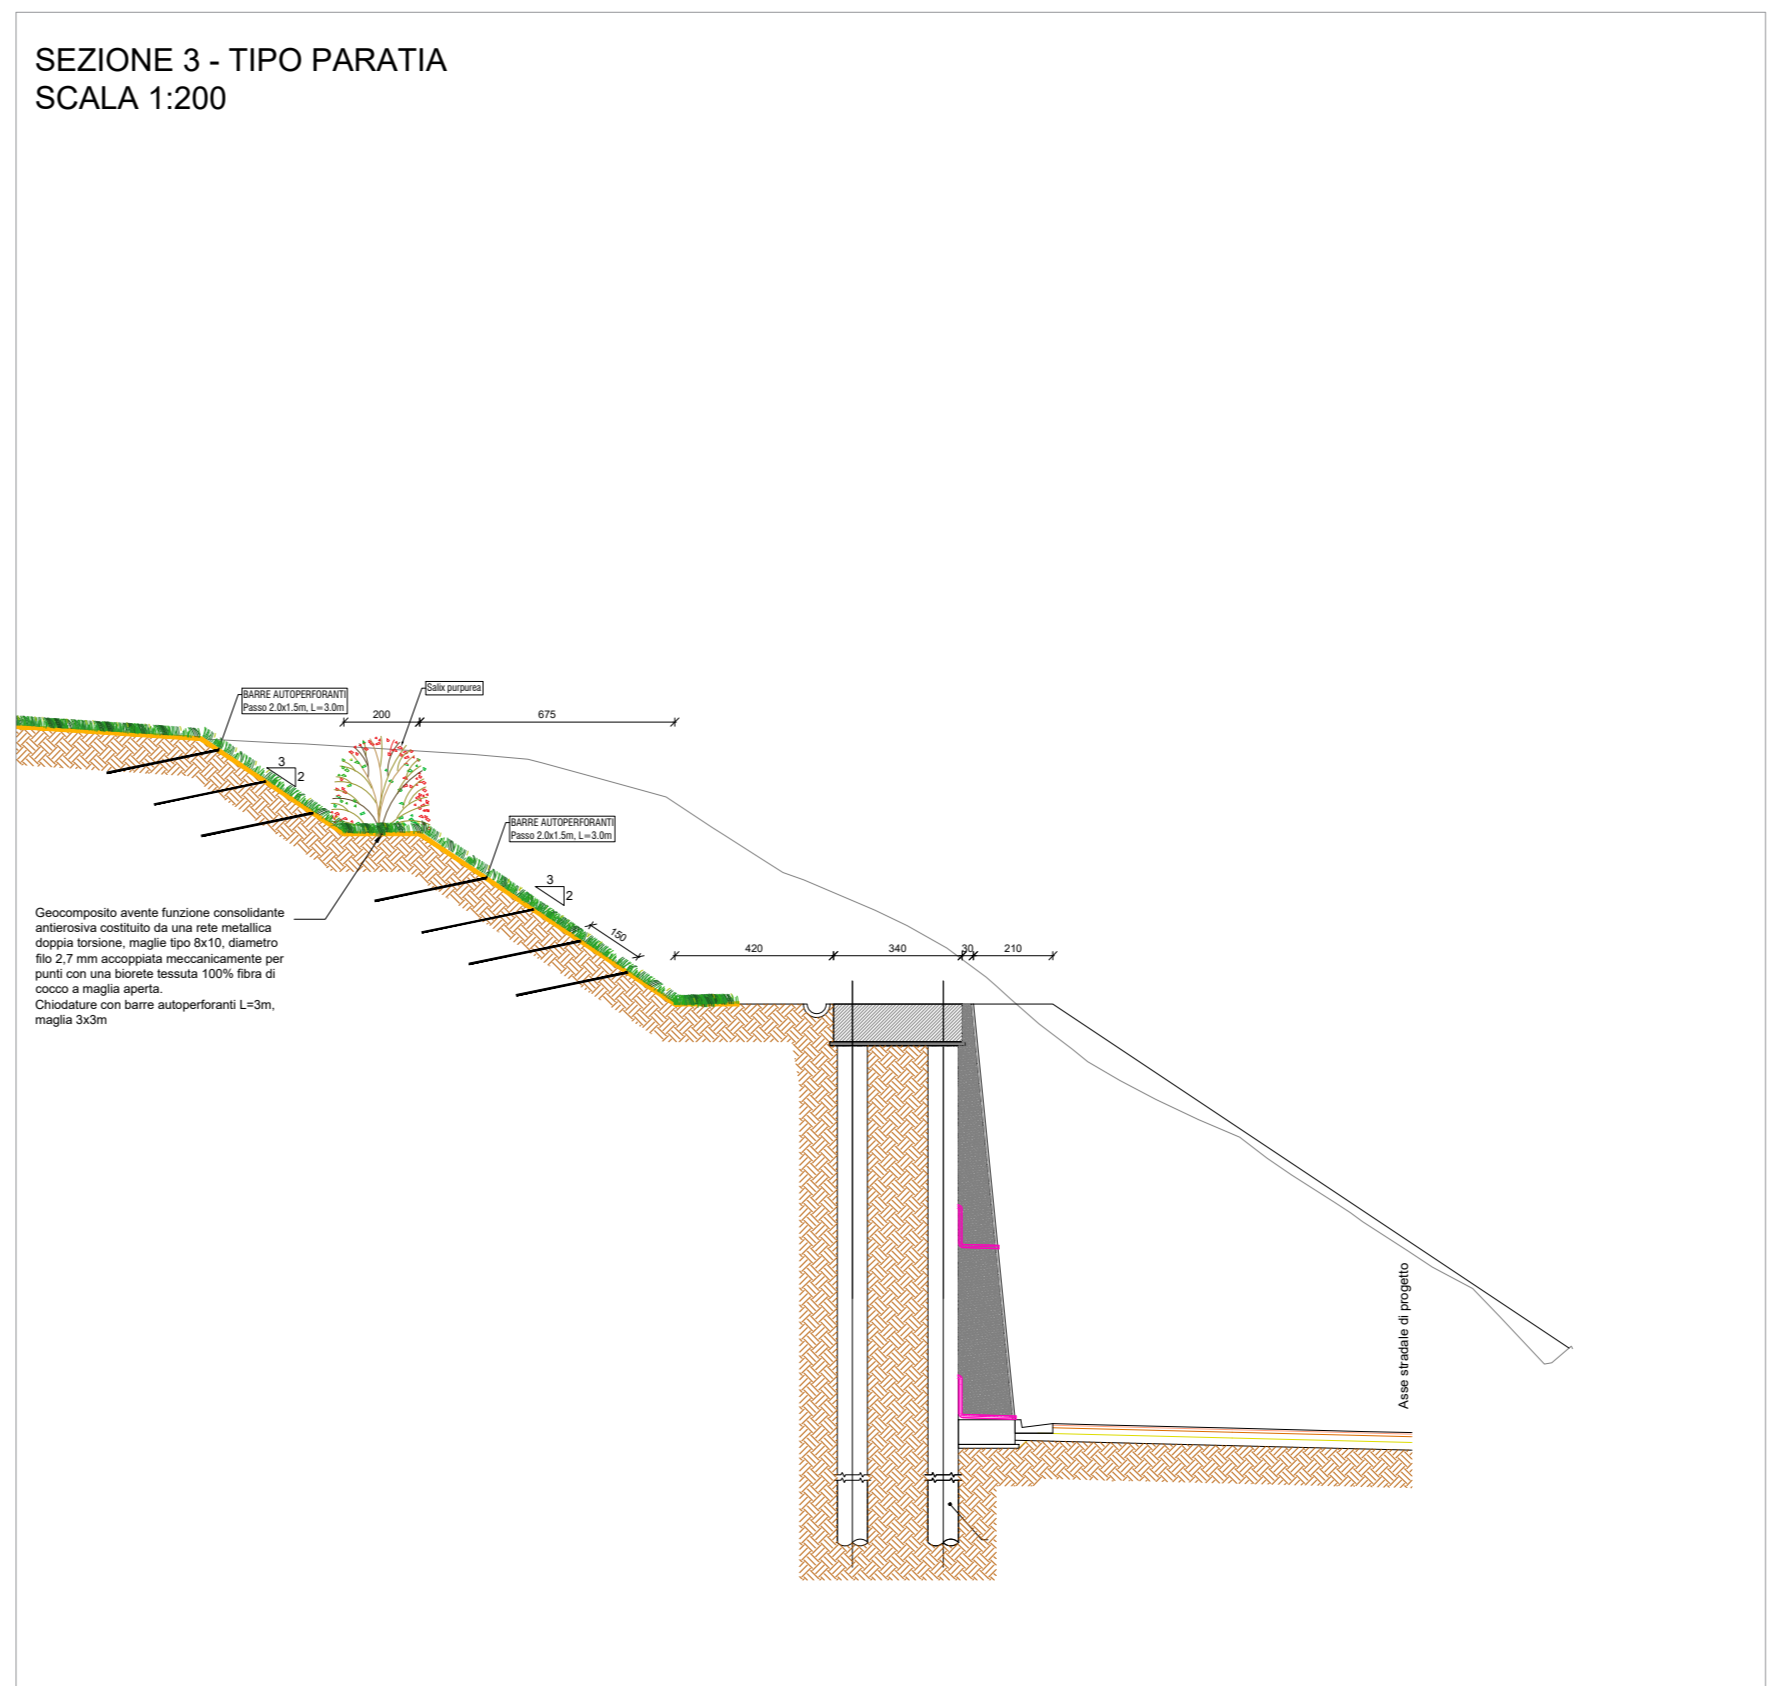 SEZIONE 3 - TIPO PARATIA
SCALA 1:200
Salix purpurea
BARRE AUTOPERFORANTI
Passo 2.0x1.5m, L=3.0m
200
675
3
2
BARRE AUTOPERFORANTI
Passo 2.0x1.5m, L=3.0m
3
2
150
Geocomposito avente funzione consolidante
antierosiva costituito da una rete metallica
doppia torsione, maglie tipo 8x10, diametro
filo 2,7 mm accoppiata meccanicamente per
punti con una biorete tessuta 100% fibra di
cocco a maglia aperta.
Chiodature con barre autoperforanti L=3m,
maglia 3x3m
420
340
30
210
Asse stradale di progetto